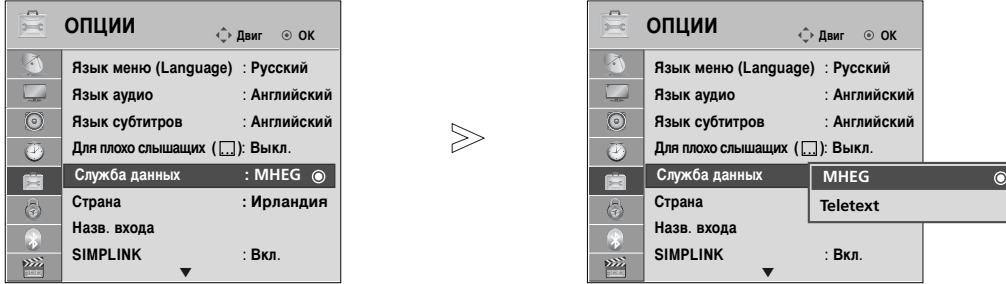 ОПЦИИ
Двиг OK
Язык меню (Language) : Русский
Язык аудио : Английский
Язык субтитров : Английский
Для плохо слышащих ( ... ): Выкл.
Служба данных : MHEG
Страна : Ирландия
Назв. входа
SIMPLINK : Вкл.
ОПЦИИ
Двиг OK
Язык меню (Language) : Русский
Язык аудио : Английский
Язык субтитров : Английский
Для плохо слышащих ( ... ): Выкл.
Служба данных
MHEG
Страна
Teletext
Назв. входа
SIMPLINK : Вкл.